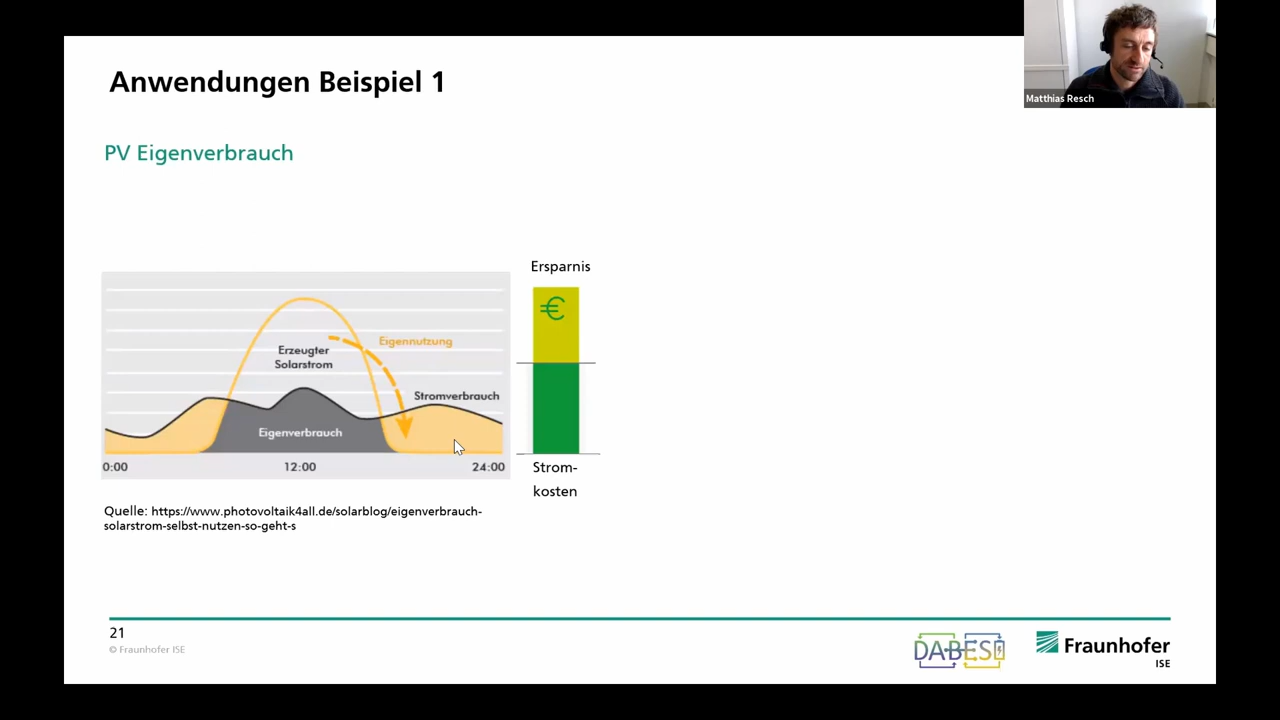 Anwendungen Beispiel 1
Matthias Resch
PV Eigenverbrauch
Ersparnis
€
Erzeugter
Solarstrom
Eigennutzung
Stromverbrauch
Eigenverbrauch
0:00
12:00
24:00
Strom-
kosten
Quelle: https://www.photovoltaik4all.de/solarblog/eigenverbrauch-
solarstrom-selbst-nutzen-so-geht-s
21
© Fraunhofer ISE
DABESI
Fraunhofer
ISE